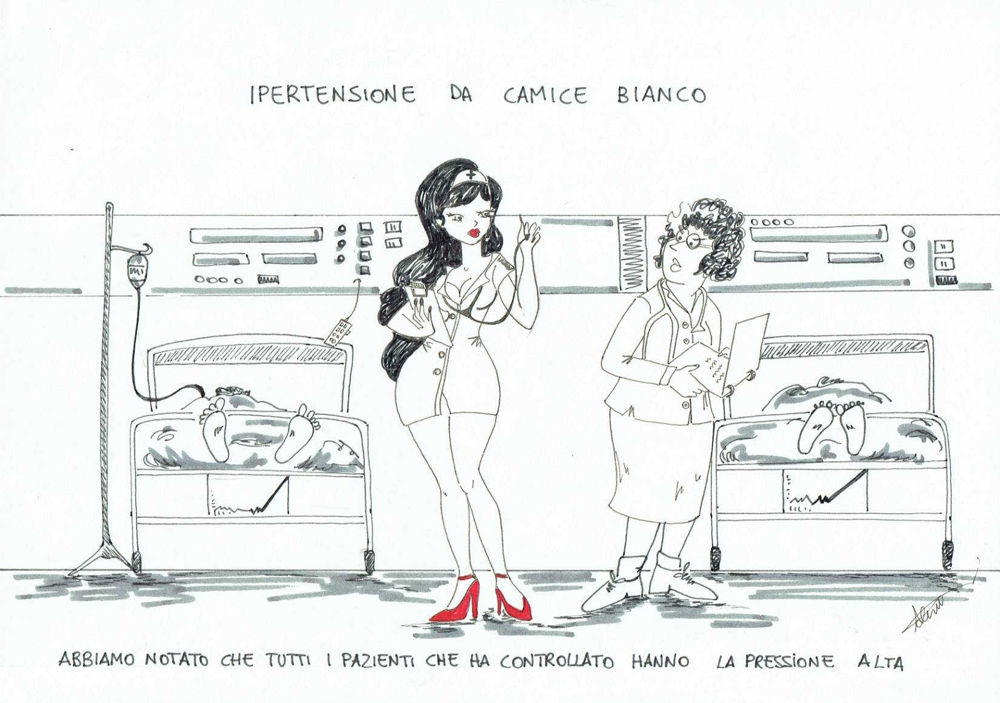 IPERTENSIONE DA CAMICE BIANCO
ABBIAMO NOTATO CHE TUTTI I PAZIENTI CHE HA CONTROLLATO HANNO LA PRESSIONE ALTA